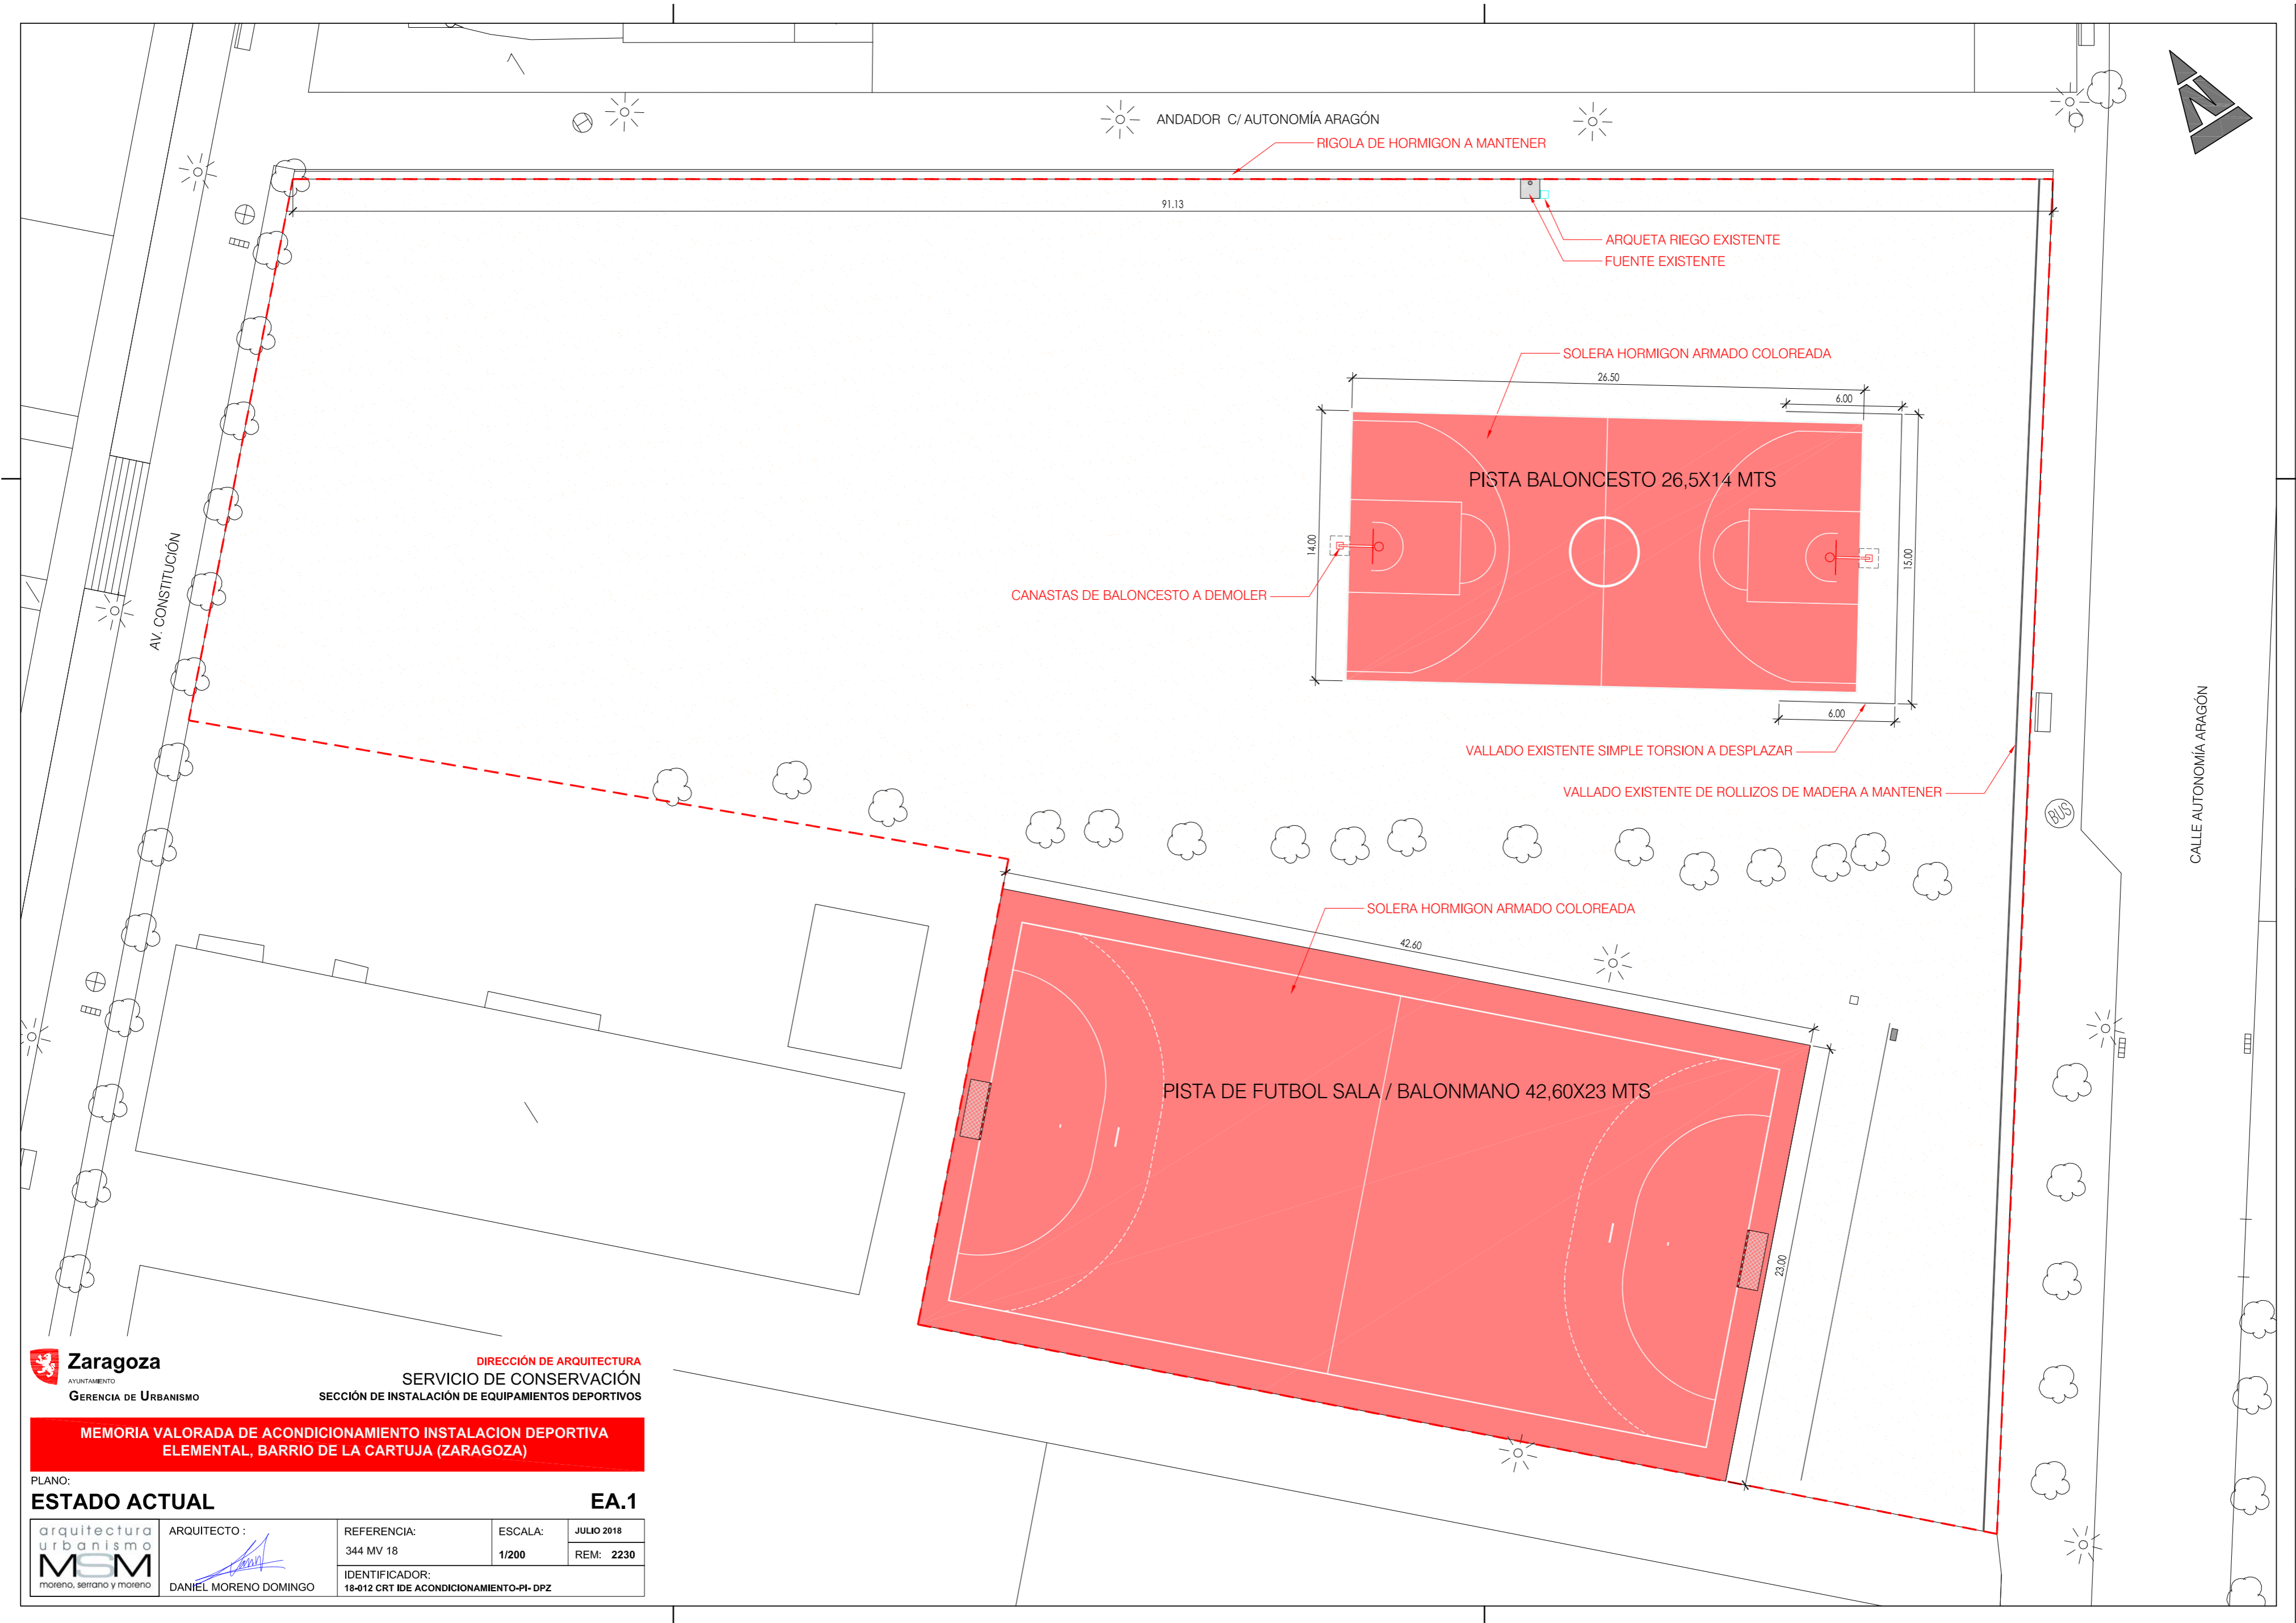 ANDADOR C/ AUTONOMÍA ARAGÓN
RIGOLA DE HORMIGON A MANTENER
91.13
ARQUETA RIEGO EXISTENTE
FUENTE EXISTENTE
SOLERA HORMIGON ARMADO COLOREADA
26.50
6.00
PISTA BALONCESTO 26,5X14 MTS
14.00
15.00
AV. CONSTITUCIÓN
CANASTAS DE BALONCESTO A DEMOLER
6.00
VALLADO EXISTENTE SIMPLE TORSION A DESPLAZAR
VALLADO EXISTENTE DE ROLLIZOS DE MADERA A MANTENER
BUS
CALLE AUTONOMÍA ARAGÓN
SOLERA HORMIGON ARMADO COLOREADA
42.60
PISTA DE FUTBOL SALA / BALONMANO 42,60X23 MTS
23.00
N
Zaragoza
AYUNTAMIENTO
GERENCIA DE URBANISMO
DIRECCIÓN DE ARQUITECTURA
SERVICIO DE CONSERVACIÓN
SECCIÓN DE INSTALACIÓN DE EQUIPAMIENTOS DEPORTIVOS
MEMORIA VALORADA DE ACONDICIONAMIENTO INSTALACION DEPORTIVA
ELEMENTAL, BARRIO DE LA CARTUJA (ZARAGOZA)
PLANO:
ESTADO ACTUAL
EA.1
arquitectura
urbanismo
MSM
moreno, serrano y moreno
ARQUITECTO :
DANIEL MORENO DOMINGO
REFERENCIA:
344 MV 18
ESCALA:
1/200
JULIO 2018
REM: 2230
IDENTIFICADOR:
18-012 CRT IDE ACONDICIONAMIENTO-PI- DPZ